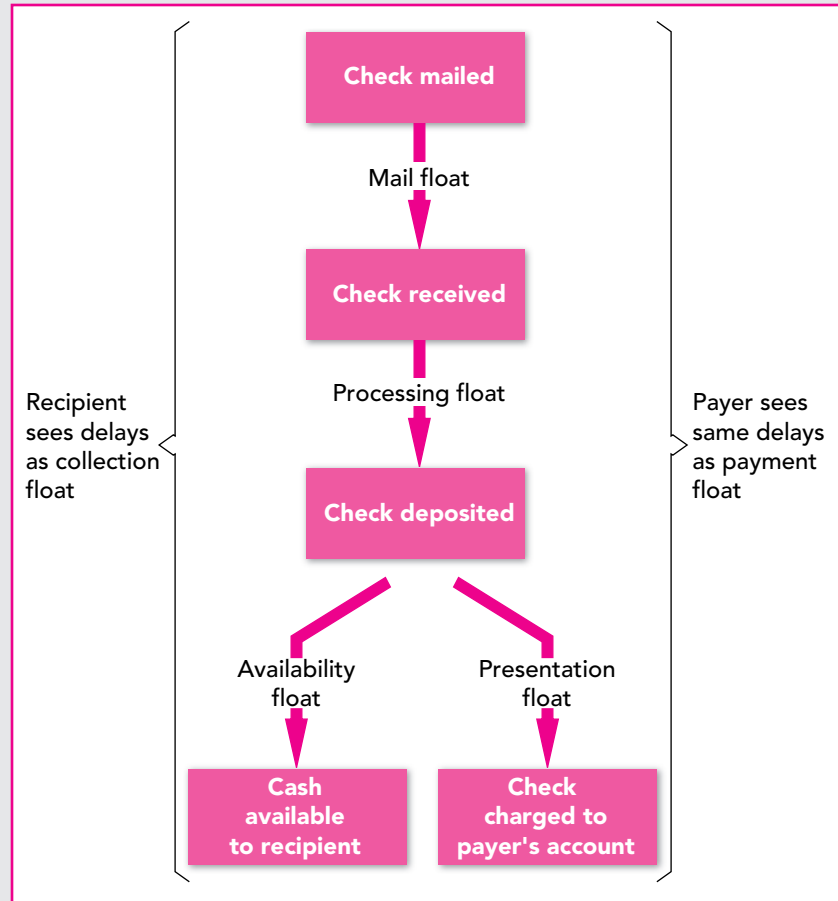 Check mailed
Mail float
Check received
Processing float
Recipient
sees delays
as collection
float
Payer sees
same delays
as payment
float
Check deposited
Availability
float
Presentation
float
Cash
available
to recipient
Check
charged to
payer's account